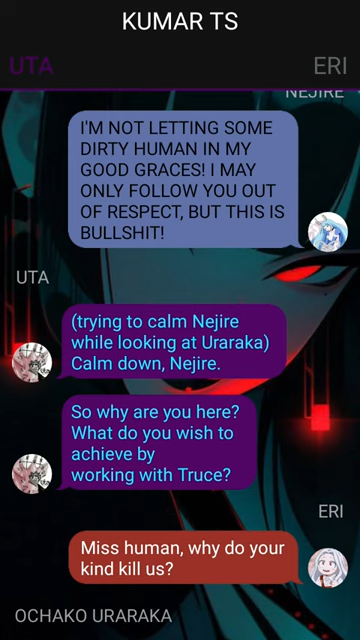 KUMAR TS
UTA
ERI
NEJIRE
I'M NOT LETTING SOME
DIRTY HUMAN IN MY
GOOD GRACES! I MAY
ONLY FOLLOW YOU OUT
OF RESPECT, BUT THIS IS
BULLSHIT!
UTA
(trying to calm Nejire
while looking at Uraraka)
Calm down, Nejire.
So why are you here?
What do you wish to
achieve by
working with Truce?
ERI
Miss human, why do your
kind kill us?
OCHAKO URARAKA